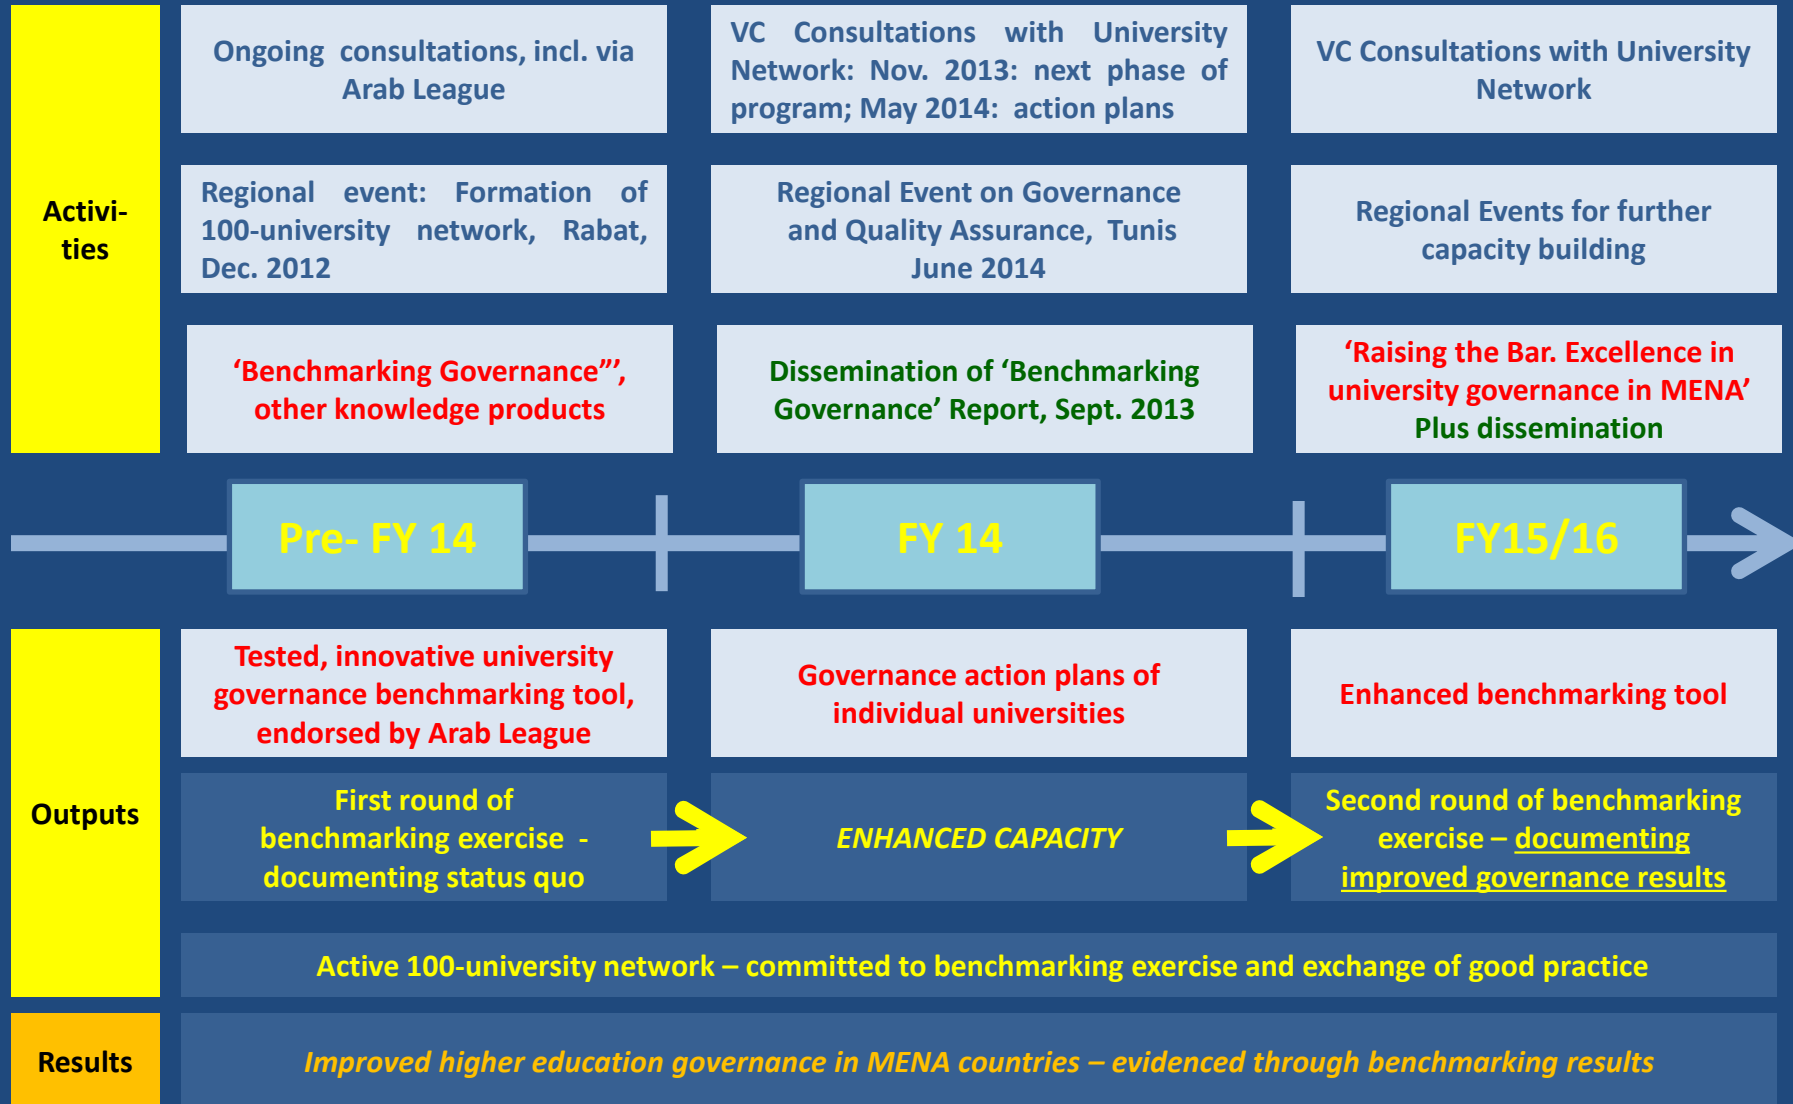 Activi-
ties
Ongoing consultations, incl. via
Arab League
VC Consultations with University
Network: Nov. 2013: next phase of
program; May 2014: action plans
VC Consultations with University
Network
Regional event: Formation of
100-university network, Rabat,
Dec. 2012
Regional Event on Governance
and Quality Assurance, Tunis
June 2014
Regional Events for further
capacity building
‘Benchmarking Governance”’,
other knowledge products
Dissemination of ‘Benchmarking
Governance’ Report, Sept. 2013
‘Raising the Bar. Excellence in
university governance in MENA’
Plus dissemination
Pre- FY 14
FY 14
FY15/16
Outputs
Tested, innovative university
governance benchmarking tool,
endorsed by Arab League
Governance action plans of
individual universities
Enhanced benchmarking tool
First round of
benchmarking exercise -
documenting status quo
ENHANCED CAPACITY
Second round of benchmarking
exercise – documenting
improved governance results
Active 100-university network – committed to benchmarking exercise and exchange of good practice
Results
Improved higher education governance in MENA countries – evidenced through benchmarking results